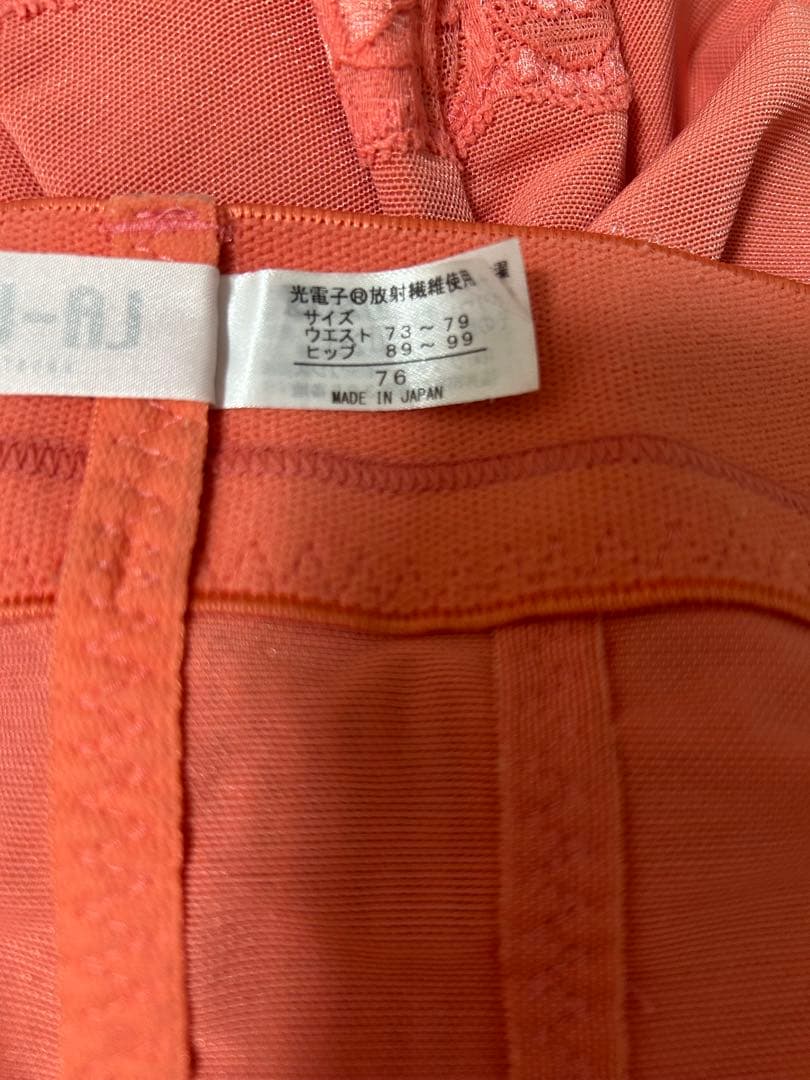 光電子®放射繊維使用
サイズ
ウエスト 73～79
ヒップ 89～99
76
MADE IN JAPAN